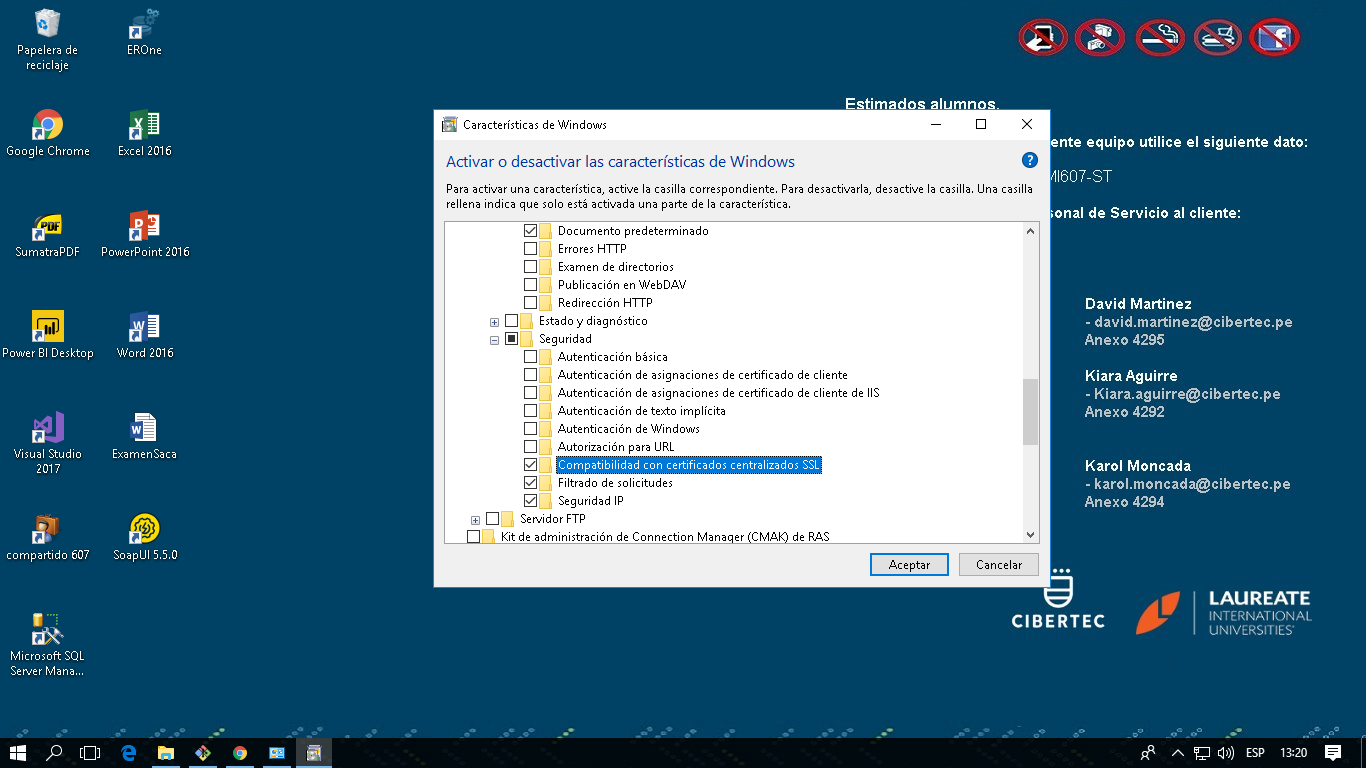 Papelera de
reciclaje
EROne
Google Chrome
Excel 2016
SumatraPDF
PowerPoint 2016
Power BI Desktop
Word 2016
Visual Studio
2017
ExamenSaca
compartido 607
SoapUI 5.5.0
Microsoft SQL
Server Mana...
Estimados alumnos,
ente equipo utilice el siguiente dato:
MI607-ST
sonal de Servicio al cliente:
David Martinez
- david.martinez@cibertec.pe
Anexo 4295
Kiara Aguirre
- Kiara.aguirre@cibertec.pe
Anexo 4292
Karol Moncada
- karol.moncada@cibertec.pe
Anexo 4294
CIBERTEC
LAUREATE
INTERNATIONAL
UNIVERSITIES®
Características de Windows
Activar o desactivar las características de Windows
?
Para activar una característica, active la casilla correspondiente. Para desactivarla, desactive la casilla. Una casilla
rellena indica que solo está activada una parte de la característica.
Documento predeterminado
Errores HTTP
Examen de directorios
Publicación en WebDAV
Redirección HTTP
Estado y diagnóstico
Seguridad
Autenticación básica
Autenticación de asignaciones de certificado de cliente
Autenticación de asignaciones de certificado de cliente de IIS
Autenticación de texto implícita
Autenticación de Windows
Autorización para URL
Compatibilidad con certificados centralizados SSL
Filtrado de solicitudes
Seguridad IP
Servidor FTP
Kit de administración de Connection Manager (CMAK) de RAS
Aceptar
Cancelar
ESP
13:20